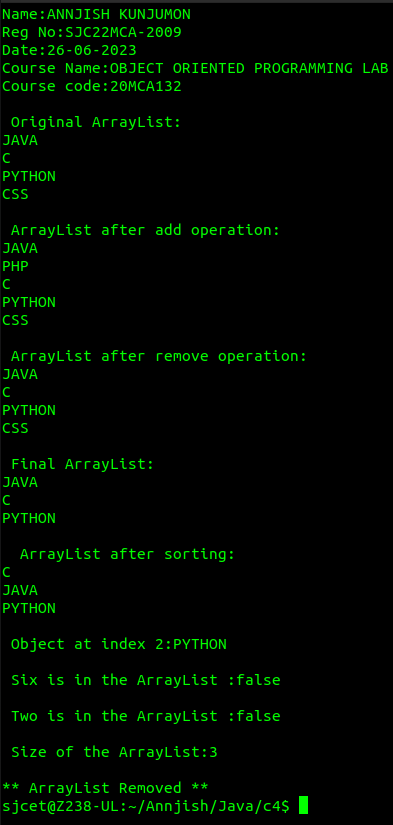 Name:ANNJISH KUNJUMON
Reg No:SJC22MCA-2009
Date:26-06-2023
Course Name:OBJECT ORIENTED PROGRAMMING LAB
Course code:20MCA132

 Original ArrayList:
JAVA
C
PYTHON
CSS

 ArrayList after add operation:
JAVA
PHP
C
PYTHON
CSS

 ArrayList after remove operation:
JAVA
C
PYTHON
CSS

 Final ArrayList:
JAVA
C
PYTHON

  ArrayList after sorting:
C
JAVA
PYTHON

 Object at index 2:PYTHON

 Six is in the ArrayList :false

 Two is in the ArrayList :false

 Size of the ArrayList:3

** ArrayList Removed **
sjcet@Z238-UL:~/Annjish/Java/c4$